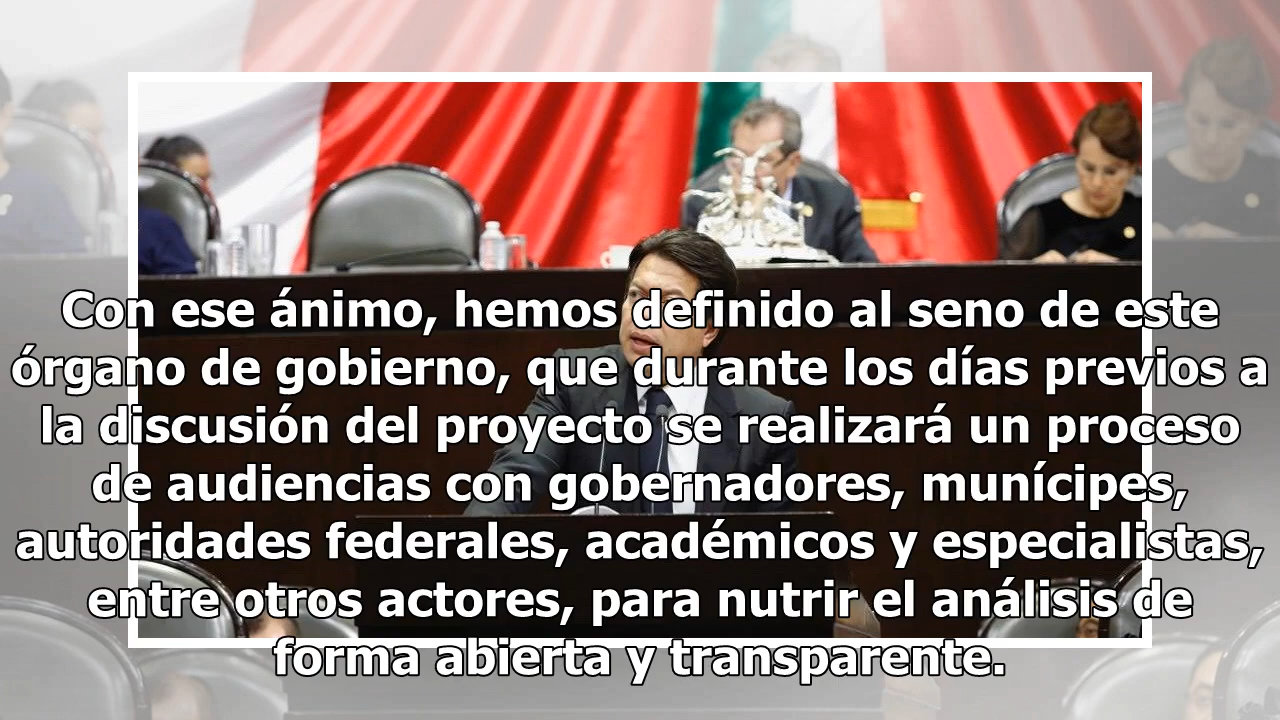 Con ese ánimo, hemos definido al seno de este
órgano de gobierno, que durante los días previos a
la discusión del proyecto se realizará un proceso
de audiencias con gobernadores, munícipes,
autoridades federales, académicos y especialistas,
entre otros actores, para nutrir el análisis de
forma abierta y transparente.